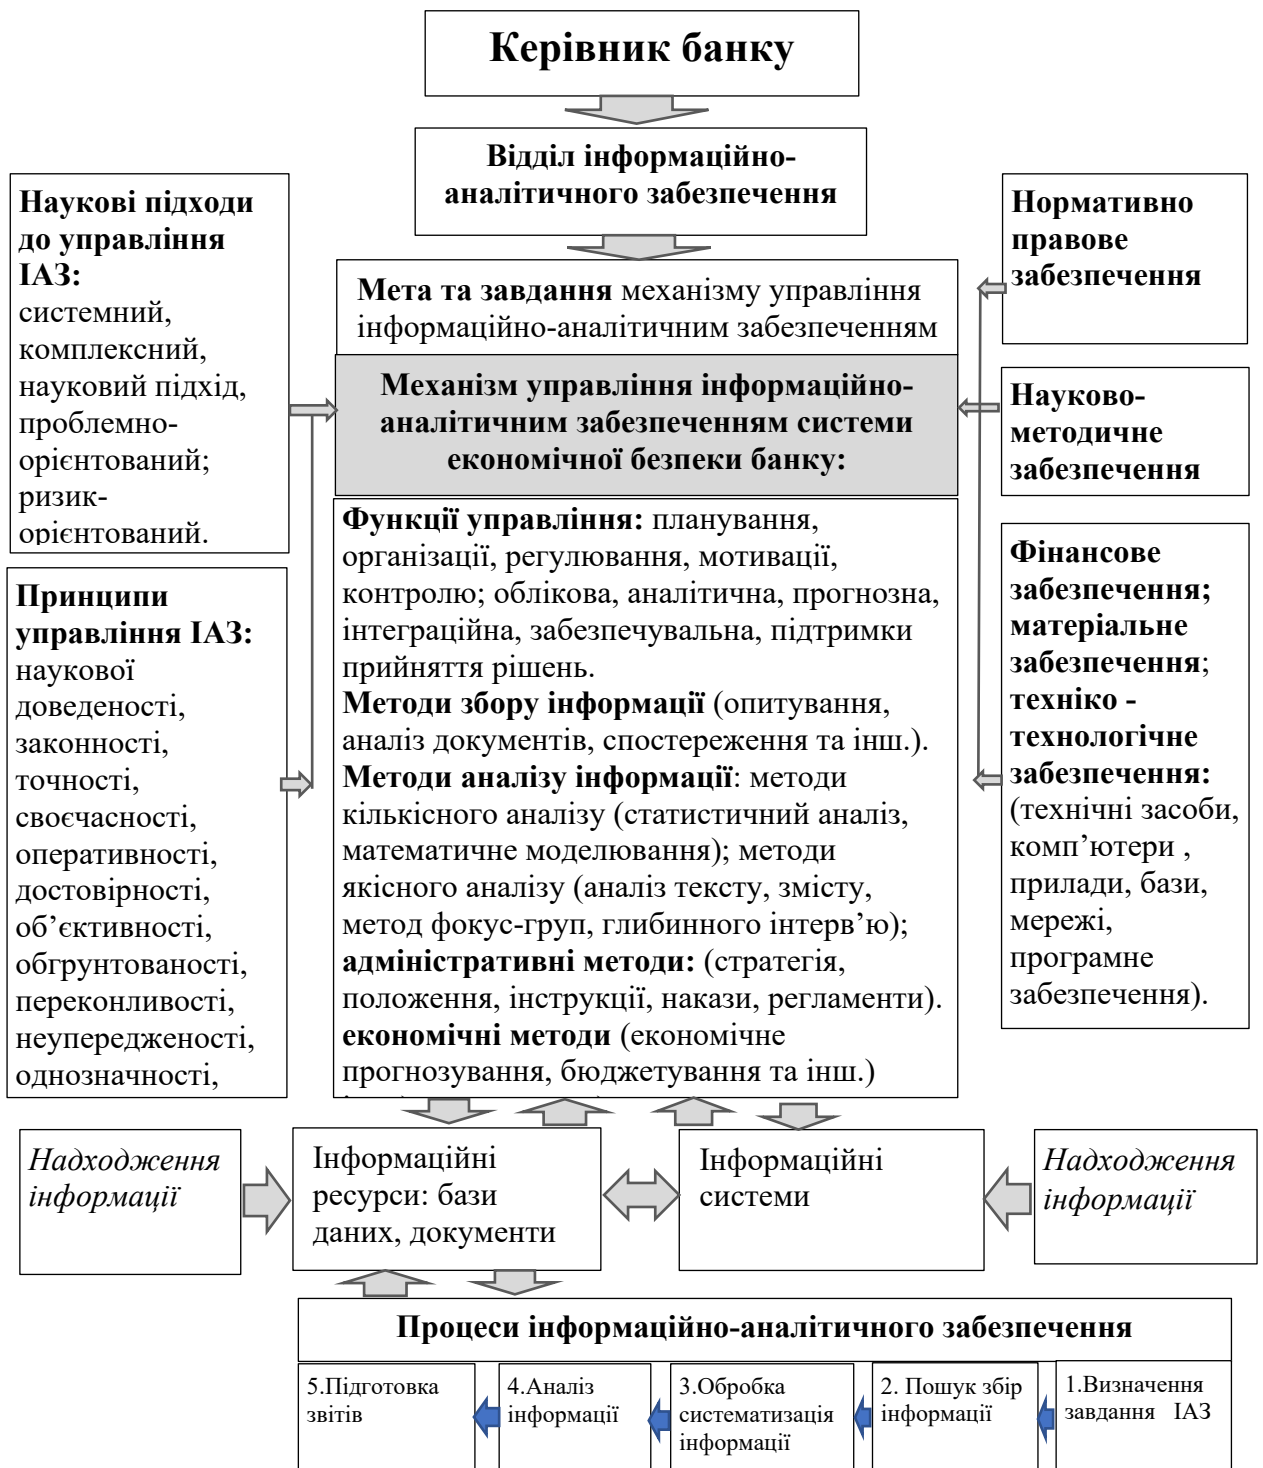 Керівник банку
Відділ інформаційно-
аналітичного забезпечення
Наукові підходи
до управління
ІАЗ:
системний,
комплексний,
науковий підхід,
проблемно-
орієнтований;
ризик-
орієнтований.
Принципи
управління ІАЗ:
наукової
доведеності,
законності,
точності,
своєчасності,
оперативності,
достовірності,
об’єктивності,
обгрунтованості,
переконливості,
неупередженості,
однозначності,
Мета та завдання механізму управління
інформаційно-аналітичним забезпеченням
Механізм управління інформаційно-
аналітичним забезпеченням системи
економічної безпеки банку:
Функції управління: планування,
організації, регулювання, мотивації,
контролю; облікова, аналітична, прогнозна,
інтеграційна, забезпечувальна, підтримки
прийняття рішень.
Методи збору інформації (опитування,
аналіз документів, спостереження та інш.).
Методи аналізу інформації: методи
кількісного аналізу (статистичний аналіз,
математичне моделювання); методи
якісного аналізу (аналіз тексту, змісту,
метод фокус-груп, глибинного інтерв’ю);
адміністративні методи: (стратегія,
положення, інструкції, накази, регламенти).
економічні методи (економічне
прогнозування, бюджетування та інш.)
Нормативно
правове
забезпечення
Науково-
методичне
забезпечення
Фінансове
забезпечення;
матеріальне
забезпечення;
техніко -
технологічне
забезпечення:
(технічні засоби,
комп’ютери ,
прилади, бази,
мережі,
програмне
забезпечення).
Надходження
інформації
Інформаційні
ресурси: бази
даних, документи
Інформаційні
системи
Надходження
інформації
Процеси інформаційно-аналітичного забезпечення
5.Підготовка
звітів
4.Аналіз
інформації
3.Обробка
систематизація
інформації
2. Пошук збір
інформації
1.Визначення
завдання ІАЗ